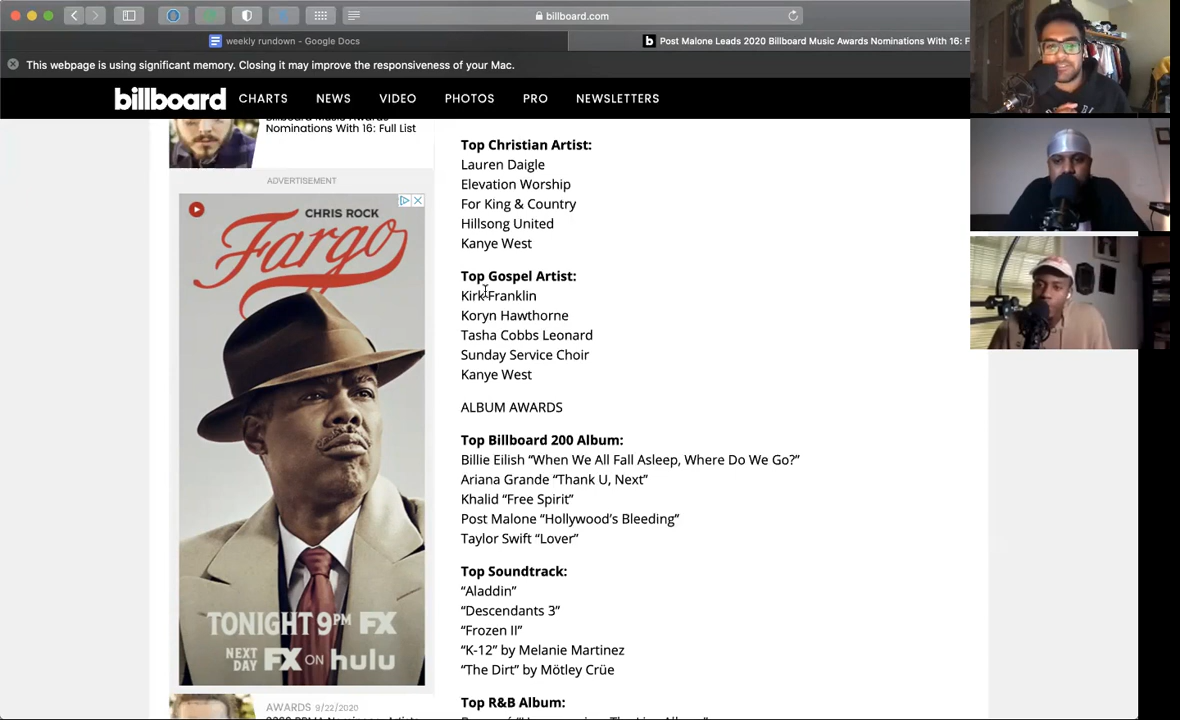 billboard.com
weekly rundown - Google Docs
b Post Malone Leads 2020 Billboard Music Awards Nominations With 16: F
This webpage is using significant memory. Closing it may improve the responsiveness of your Mac.
billboard CHARTS NEWS VIDEO PHOTOS PRO NEWSLETTERS
Billboard Music Awards
Nominations With 16: Full List
ADVERTISEMENT
CHRIS ROCK
Fargo
TONIGHT 9PM FX
NEXT DAY FX ON hulu
AWARDS 9/22/2020
Top Christian Artist:
Lauren Daigle
Elevation Worship
For King & Country
Hillsong United
Kanye West
Top Gospel Artist:
Kirk Franklin
Koryn Hawthorne
Tasha Cobbs Leonard
Sunday Service Choir
Kanye West
ALBUM AWARDS
Top Billboard 200 Album:
Billie Eilish “When We All Fall Asleep, Where Do We Go?”
Ariana Grande “Thank U, Next”
Khalid “Free Spirit”
Post Malone “Hollywood’s Bleeding”
Taylor Swift “Lover”
Top Soundtrack:
“Aladdin”
“Descendants 3”
“Frozen II”
“K-12” by Melanie Martinez
“The Dirt” by Mötley Crüe
Top R&B Album: